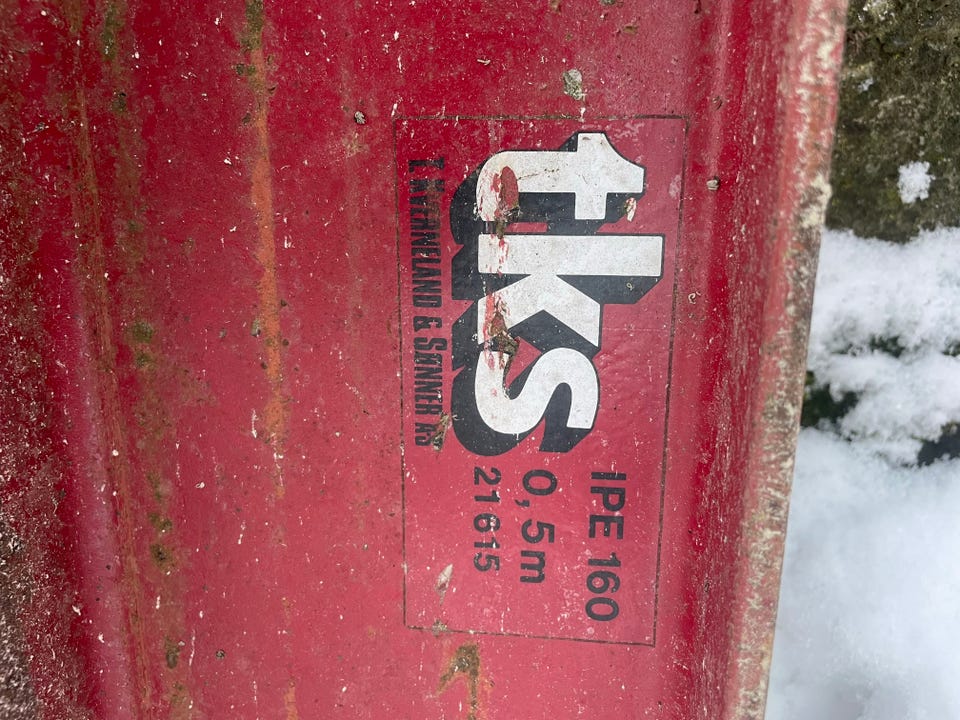 tks
T. KVERNELAND & SØNNER AS
IPE 160
0,5m
21615